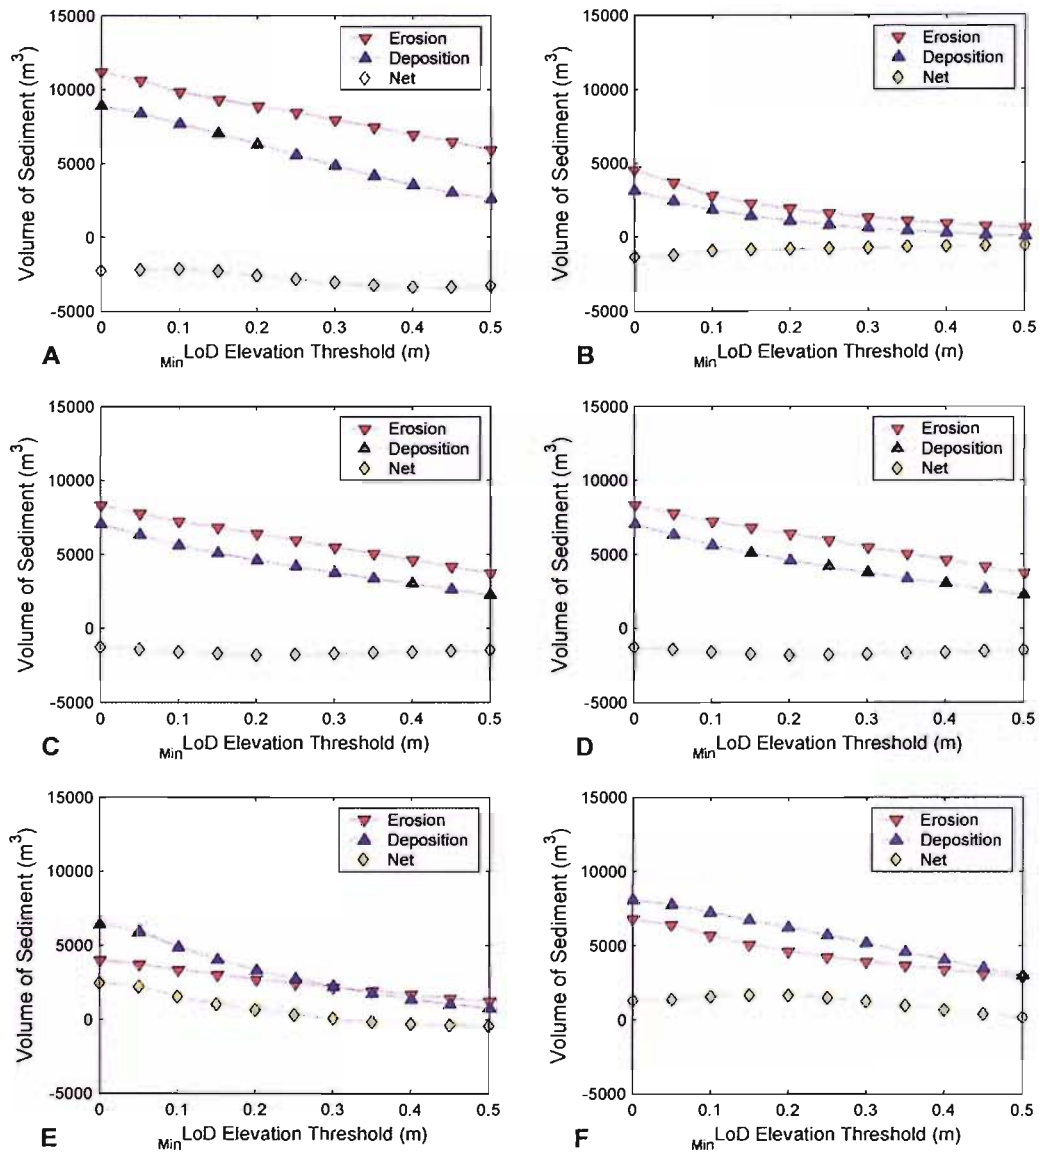 15000
10000
5000
0
-5000
Volume of Sediment (m³)
Erosion
Deposition
Net
0 0.1 0.2 0.3 0.4 0.5
A MinLoD Elevation Threshold (m)
15000
10000
5000
0
-5000
Volume of Sediment (m³)
Erosion
Deposition
Net
0 0.1 0.2 0.3 0.4 0.5
B MinLoD Elevation Threshold (m)
15000
10000
5000
0
-5000
Volume of Sediment (m³)
Erosion
Deposition
Net
0 0.1 0.2 0.3 0.4 0.5
C MinLoD Elevation Threshold (m)
15000
10000
5000
0
-5000
Volume of Sediment (m³)
Erosion
Deposition
Net
0 0.1 0.2 0.3 0.4 0.5
D MinLoD Elevation Threshold (m)
15000
10000
5000
0
-5000
Volume of Sediment (m³)
Erosion
Deposition
Net
0 0.1 0.2 0.3 0.4 0.5
E MinLoD Elevation Threshold (m)
15000
10000
5000
0
-5000
Volume of Sediment (m³)
Erosion
Deposition
Net
0 0.1 0.2 0.3 0.4 0.5
F MinLoD Elevation Threshold (m)